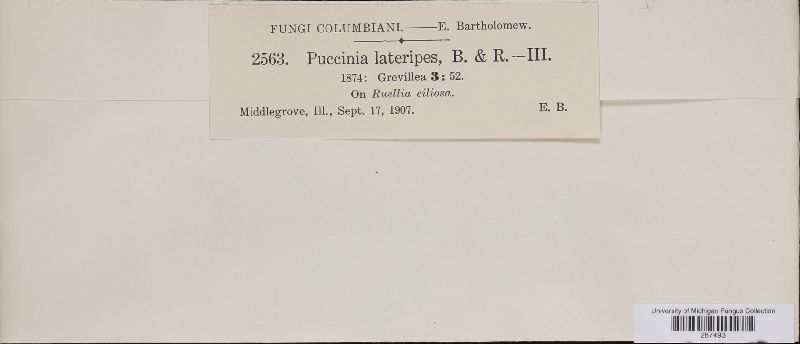 FUNGI COLUMBIANI. — E. Bartholomew.
2563. Puccinia lateripes, B. & R.—III.
1874: Grevillea 3: 52.
On Ruellia ciliosa.
Middlegrove, Ill., Sept. 17, 1907. E. B.
University of Michigan Fungus Collection
287493